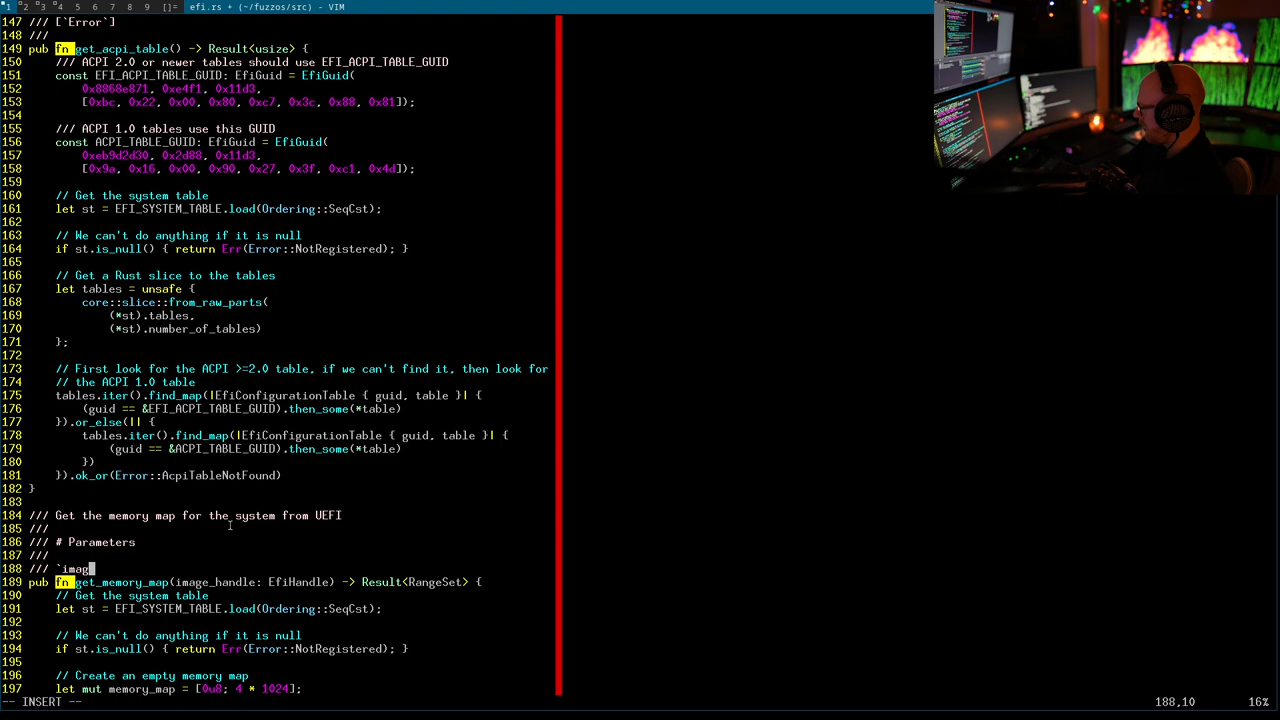 1 2 3 4 5 6 7 8 9 []= efi.rs + (~/fuzzos/src) - VIM
147 /// [`Error`]
148 ///
149 pub fn get_acpi_table() -> Result<usize> {
150     /// ACPI 2.0 or newer tables should use EFI_ACPI_TABLE_GUID
151     const EFI_ACPI_TABLE_GUID: EfiGuid = EfiGuid(
152         0x8868e871, 0xe4f1, 0x11d3,
153         [0xbc, 0x22, 0x00, 0x80, 0xc7, 0x3c, 0x88, 0x81]);
154
155     /// ACPI 1.0 tables use this GUID
156     const ACPI_TABLE_GUID: EfiGuid = EfiGuid(
157         0xeb9d2d30, 0x2d88, 0x11d3,
158         [0x9a, 0x16, 0x00, 0x90, 0x27, 0x3f, 0xc1, 0x4d]);
159
160     // Get the system table
161     let st = EFI_SYSTEM_TABLE.load(Ordering::SeqCst);
162
163     // We can't do anything if it is null
164     if st.is_null() { return Err(Error::NotRegistered); }
165
166     // Get a Rust slice to the tables
167     let tables = unsafe {
168         core::slice::from_raw_parts(
169             (*st).tables,
170             (*st).number_of_tables)
171     };
172
173     // First look for the ACPI >=2.0 table, if we can't find it, then look for
174     // the ACPI 1.0 table
175     tables.iter().find_map(|EfiConfigurationTable { guid, table }| {
176         (guid == &EFI_ACPI_TABLE_GUID).then_some(*table)
177     }).or_else(|| {
178         tables.iter().find_map(|EfiConfigurationTable { guid, table }| {
179             (guid == &ACPI_TABLE_GUID).then_some(*table)
180         })
181     }).ok_or(Error::AcpiTableNotFound)
182 }
183
184 /// Get the memory map for the system from UEFI
185 ///
186 /// # Parameters
187 ///
188 /// `imag
189 pub fn get_memory_map(image_handle: EfiHandle) -> Result<RangeSet> {
190     // Get the system table
191     let st = EFI_SYSTEM_TABLE.load(Ordering::SeqCst);
192
193     // We can't do anything if it is null
194     if st.is_null() { return Err(Error::NotRegistered); }
195
196     // Create an empty memory map
197     let mut memory_map = [0u8; 4 * 1024];
-- INSERT -- 188,10 16%